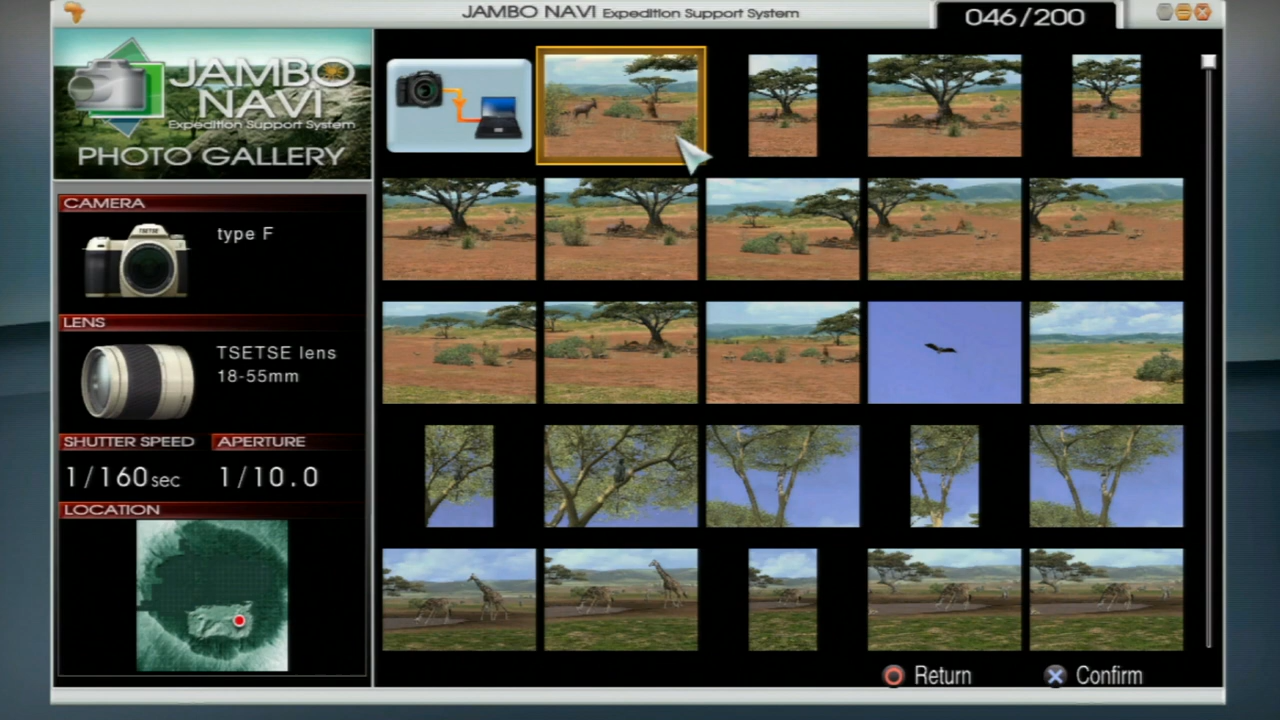 JAMBO NAVI Expedition Support System
046/200
JAMBO
NAVI
Expedition Support System
PHOTO GALLERY
CAMERA
TSETSE
type F
LENS
TSETSE lens
18-55mm
SHUTTER SPEED
APERTURE
1/160sec
1/10.0
LOCATION
Return
Confirm